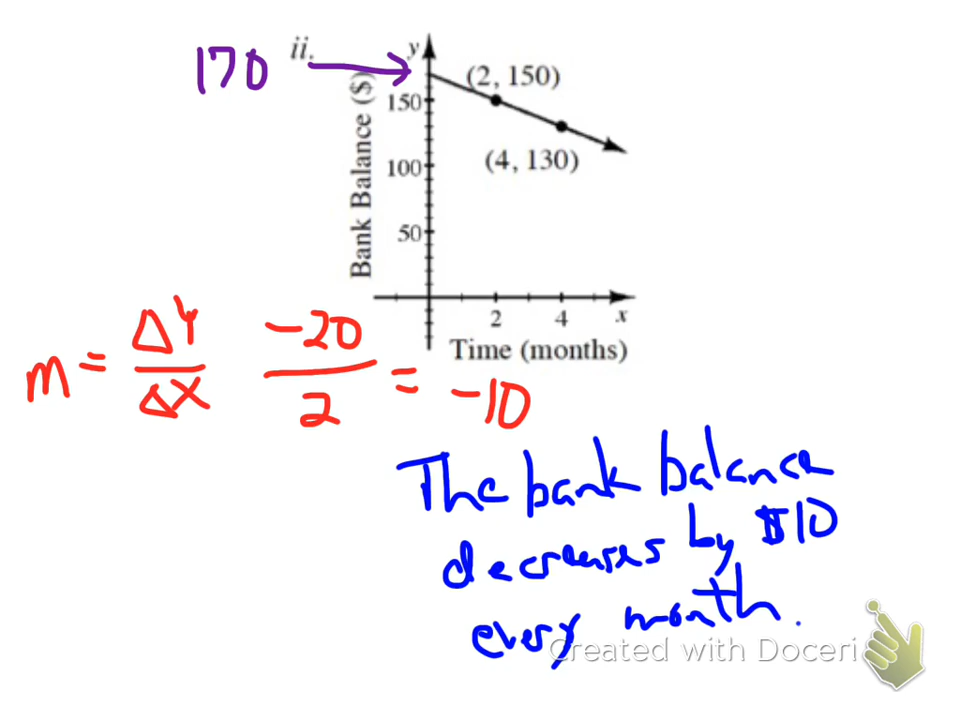 170 ii. y
(2, 150)
150
(4, 130)
100
50
Bank Balance ($)
2 4 x
Time (months)
m = ΔY/ΔX -20/2 = -10
The bank balance
decreases by $10
every month.
Created with Doceri